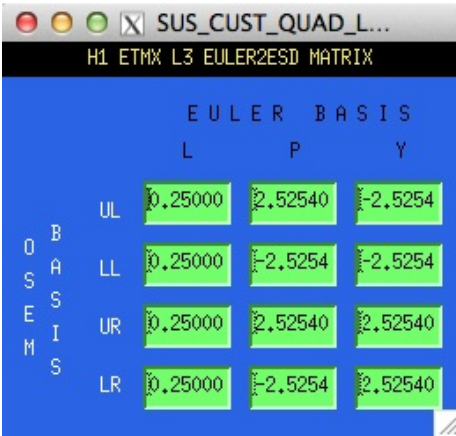 SUS_CUST_QUAD_L...
H1 ETMX L3 EULER2ESD MATRIX
EULER BASIS
L P Y
OSEM BASIS
UL 0.25000 2.52540 -2.5254
LL 0.25000 -2.5254 -2.5254
UR 0.25000 2.52540 2.52540
LR 0.25000 -2.5254 2.52540